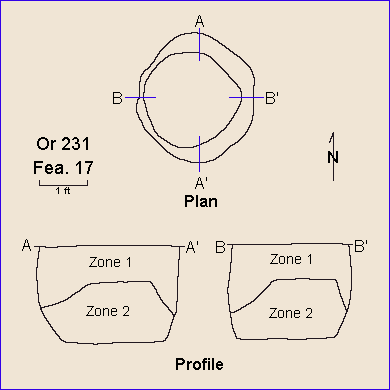 A
B B'
Or 231
Fea. 17
1 ft
N
A'
Plan
A A' B B'
Zone 1 Zone 1
Zone 2 Zone 2
Profile